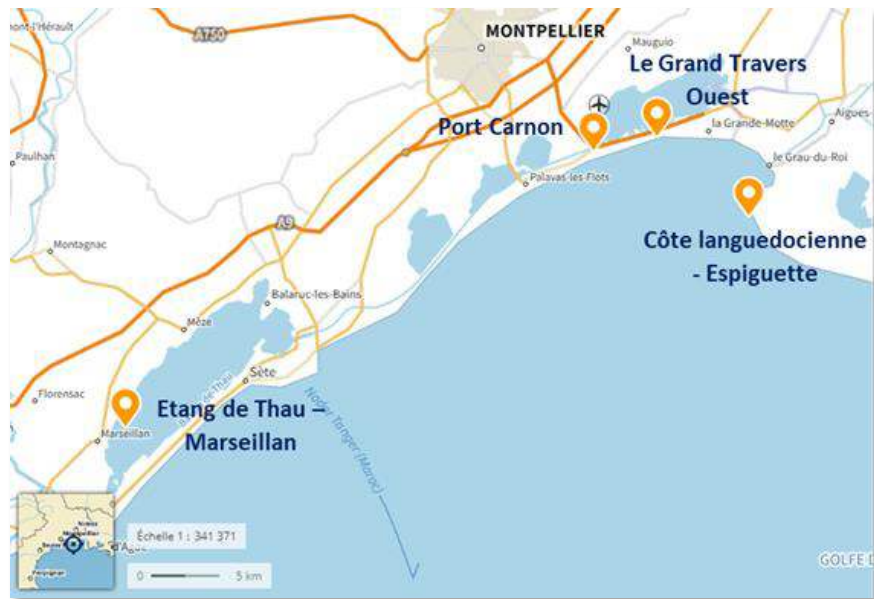 A750
MONTPELLIER
Mauguio
Le Grand Travers
Ouest
Port Carnon
la Grande-Motte
Aigues-
Paulhan
Palavas-les-Flots
le Grau-du-Roi
A9
Montagnac
Côte languedocienne
- Espiguette
Balaruc-les-Bains
Mèze
Sète
Florensac
Etang de Thau –
Marseillan
Marseillan
Nador Tanger (Maroc)
Échelle 1 : 341 371
0
5 km
GOLFE D
Montpellier
Perpignan